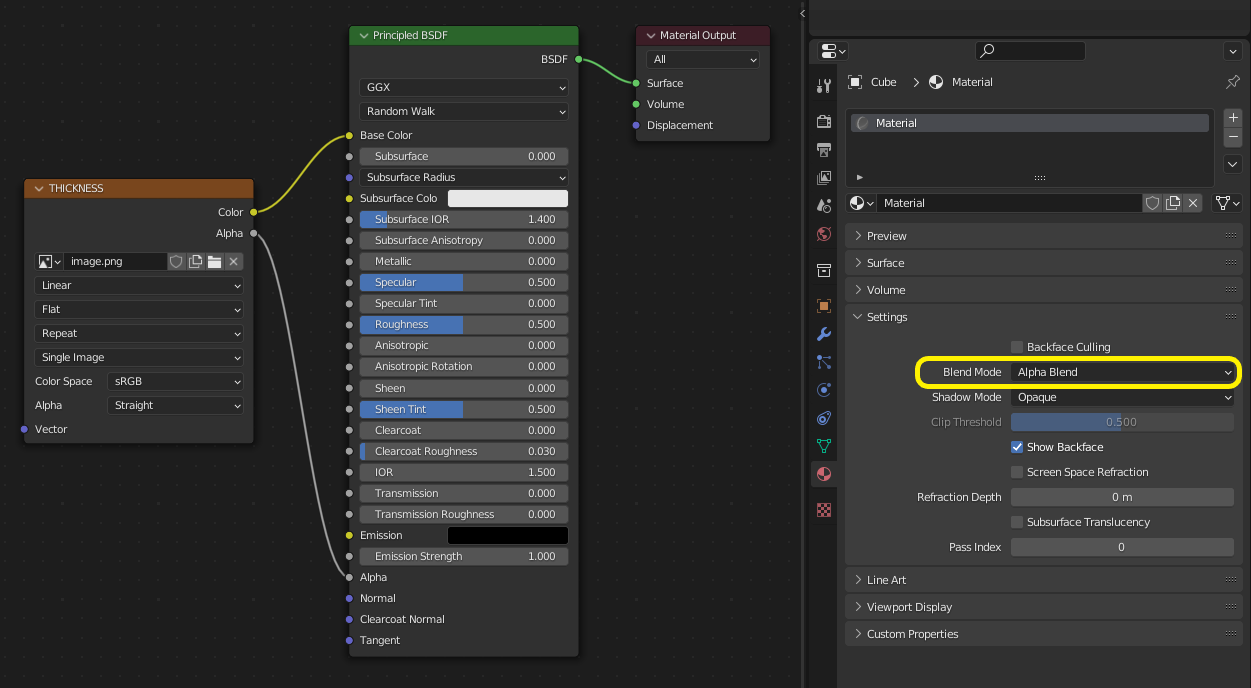 THICKNESS
Color
Alpha
image.png
Linear
Flat
Repeat
Single Image
Color Space sRGB
Alpha Straight
Vector
Principled BSDF
BSDF
GGX
Random Walk
Base Color
Subsurface 0.000
Subsurface Radius
Subsurface Colo
Subsurface IOR 1.400
Subsurface Anisotropy 0.000
Metallic 0.000
Specular 0.500
Specular Tint 0.000
Roughness 0.500
Anisotropic 0.000
Anisotropic Rotation 0.000
Sheen 0.000
Sheen Tint 0.500
Clearcoat 0.000
Clearcoat Roughness 0.030
IOR 1.500
Transmission 0.000
Transmission Roughness 0.000
Emission
Emission Strength 1.000
Alpha
Normal
Clearcoat Normal
Tangent
Material Output
All
Surface
Volume
Displacement
Cube > Material
Material
Material
Preview
Surface
Volume
Settings
Backface Culling
Blend Mode Alpha Blend
Shadow Mode Opaque
Clip Threshold 0.500
Show Backface
Screen Space Refraction
Refraction Depth 0 m
Subsurface Translucency
Pass Index 0
Line Art
Viewport Display
Custom Properties